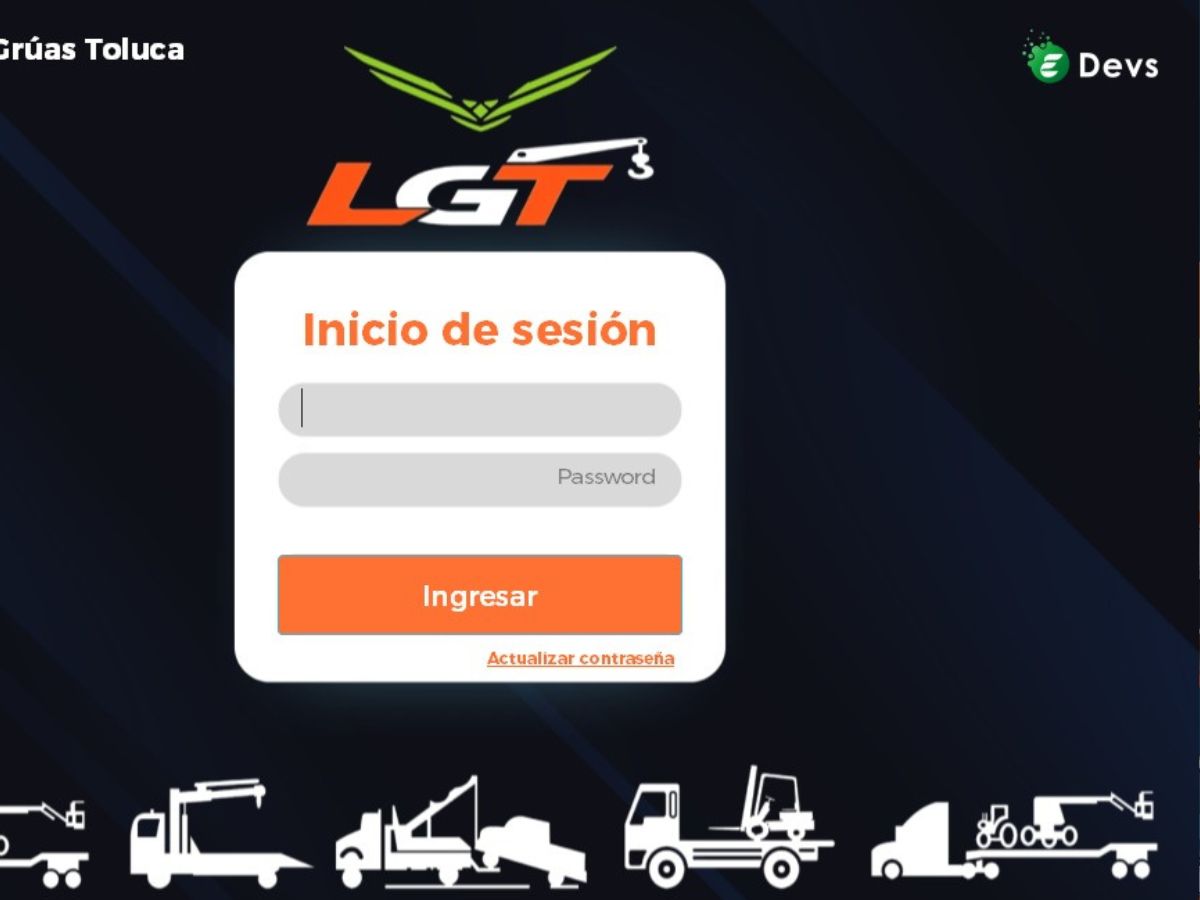 Grúas Toluca
Devs
LGT
Inicio de sesión
Password
Ingresar
Actualizar contraseña